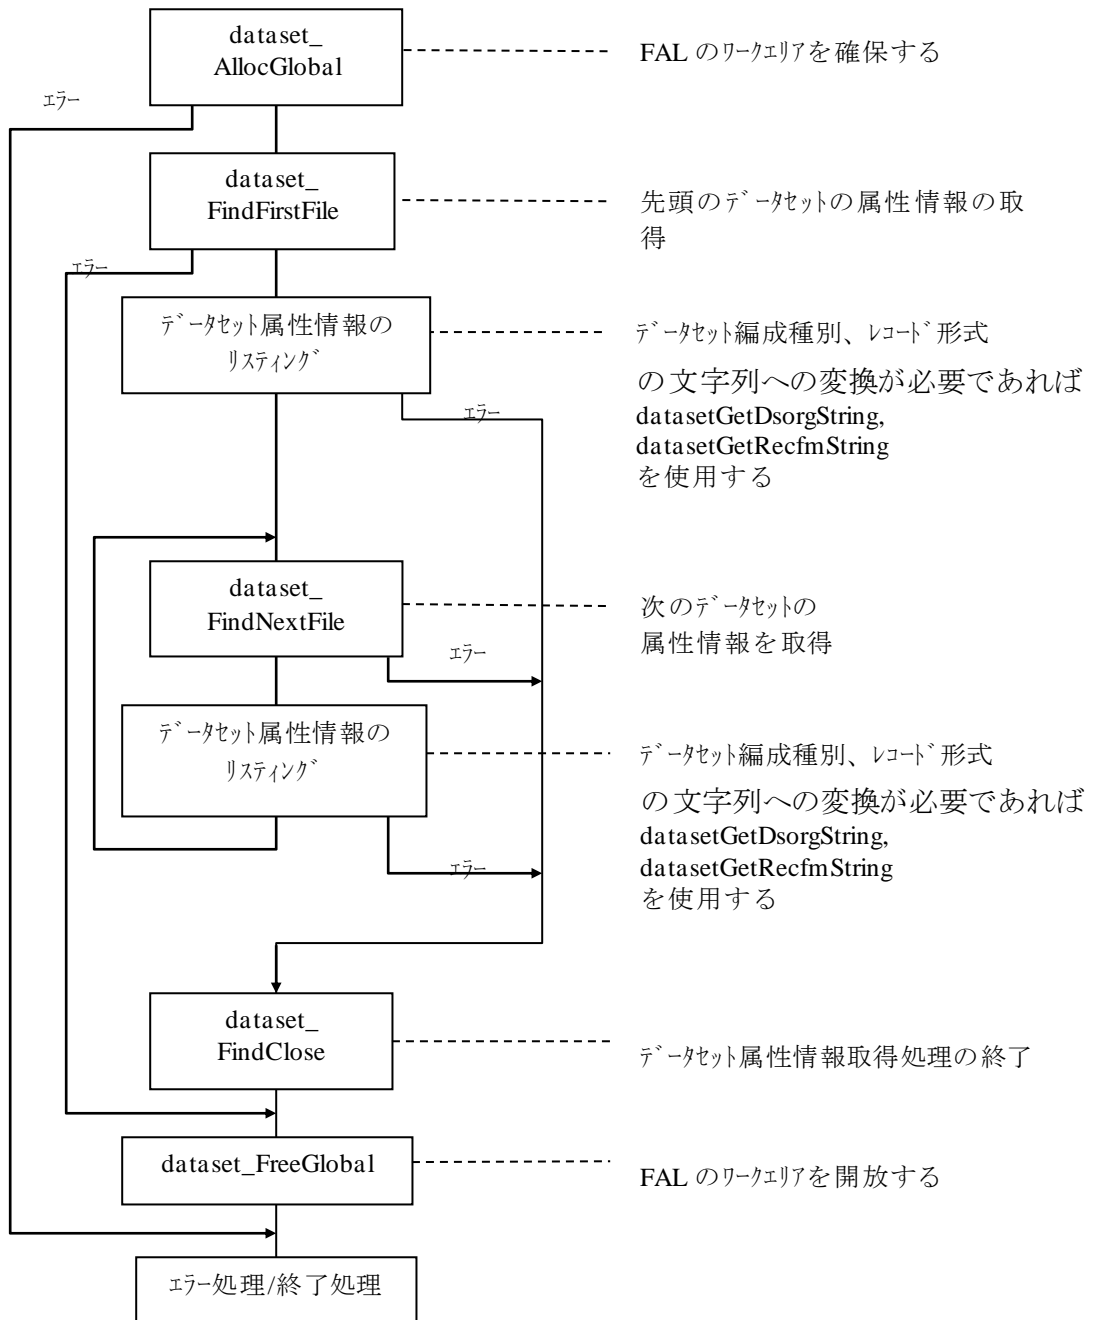 dataset_
AllocGlobal
FAL のワークエリアを確保する
エラー
dataset_
FindFirstFile
先頭のデータセットの属性情報の取
得
エラー
データセット属性情報の
リスティング
データセット編成種別、レコード形式
の文字列への変換が必要であれば
datasetGetDsorgString,
datasetGetRecfmString
を使用する
エラー
dataset_
FindNextFile
次のデータセットの
属性情報を取得
エラー
データセット属性情報の
リスティング
データセット編成種別、レコード形式
の文字列への変換が必要であれば
datasetGetDsorgString,
datasetGetRecfmString
を使用する
エラー
dataset_
FindClose
データセット属性情報取得処理の終了
dataset_FreeGlobal
FAL のワークエリアを開放する
エラー処理/終了処理